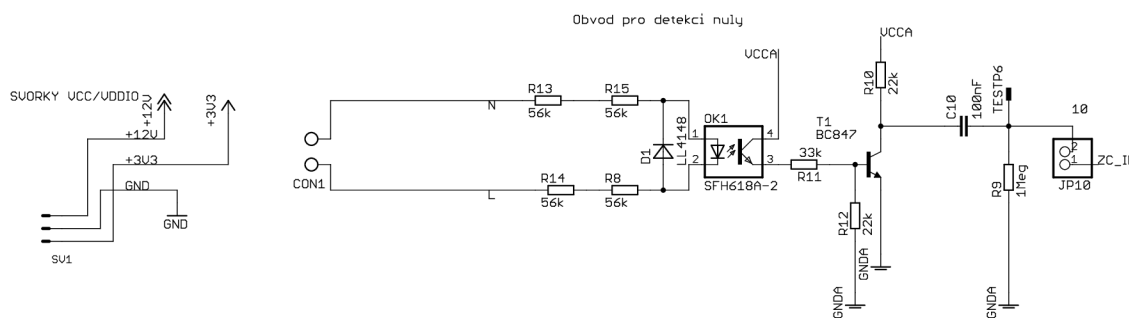 Obvod pro detekci nuly
SVORKY VCC/VDDIO
+12V
+3V3
+12V
+3V3
GND
GND
SV1
CON1
N
L
R13
56k
R15
56k
R14
56k
R8
56k
D1
LL4148
OK1
1
2
4
3
SFH618A-2
VCCA
33k
R11
T1
BC847
R12
22k
GNDA
GNDA
VCCA
R10
22k
C10
100nF
TESTP6
R9
1Meg
GNDA
10
2
1
JP10